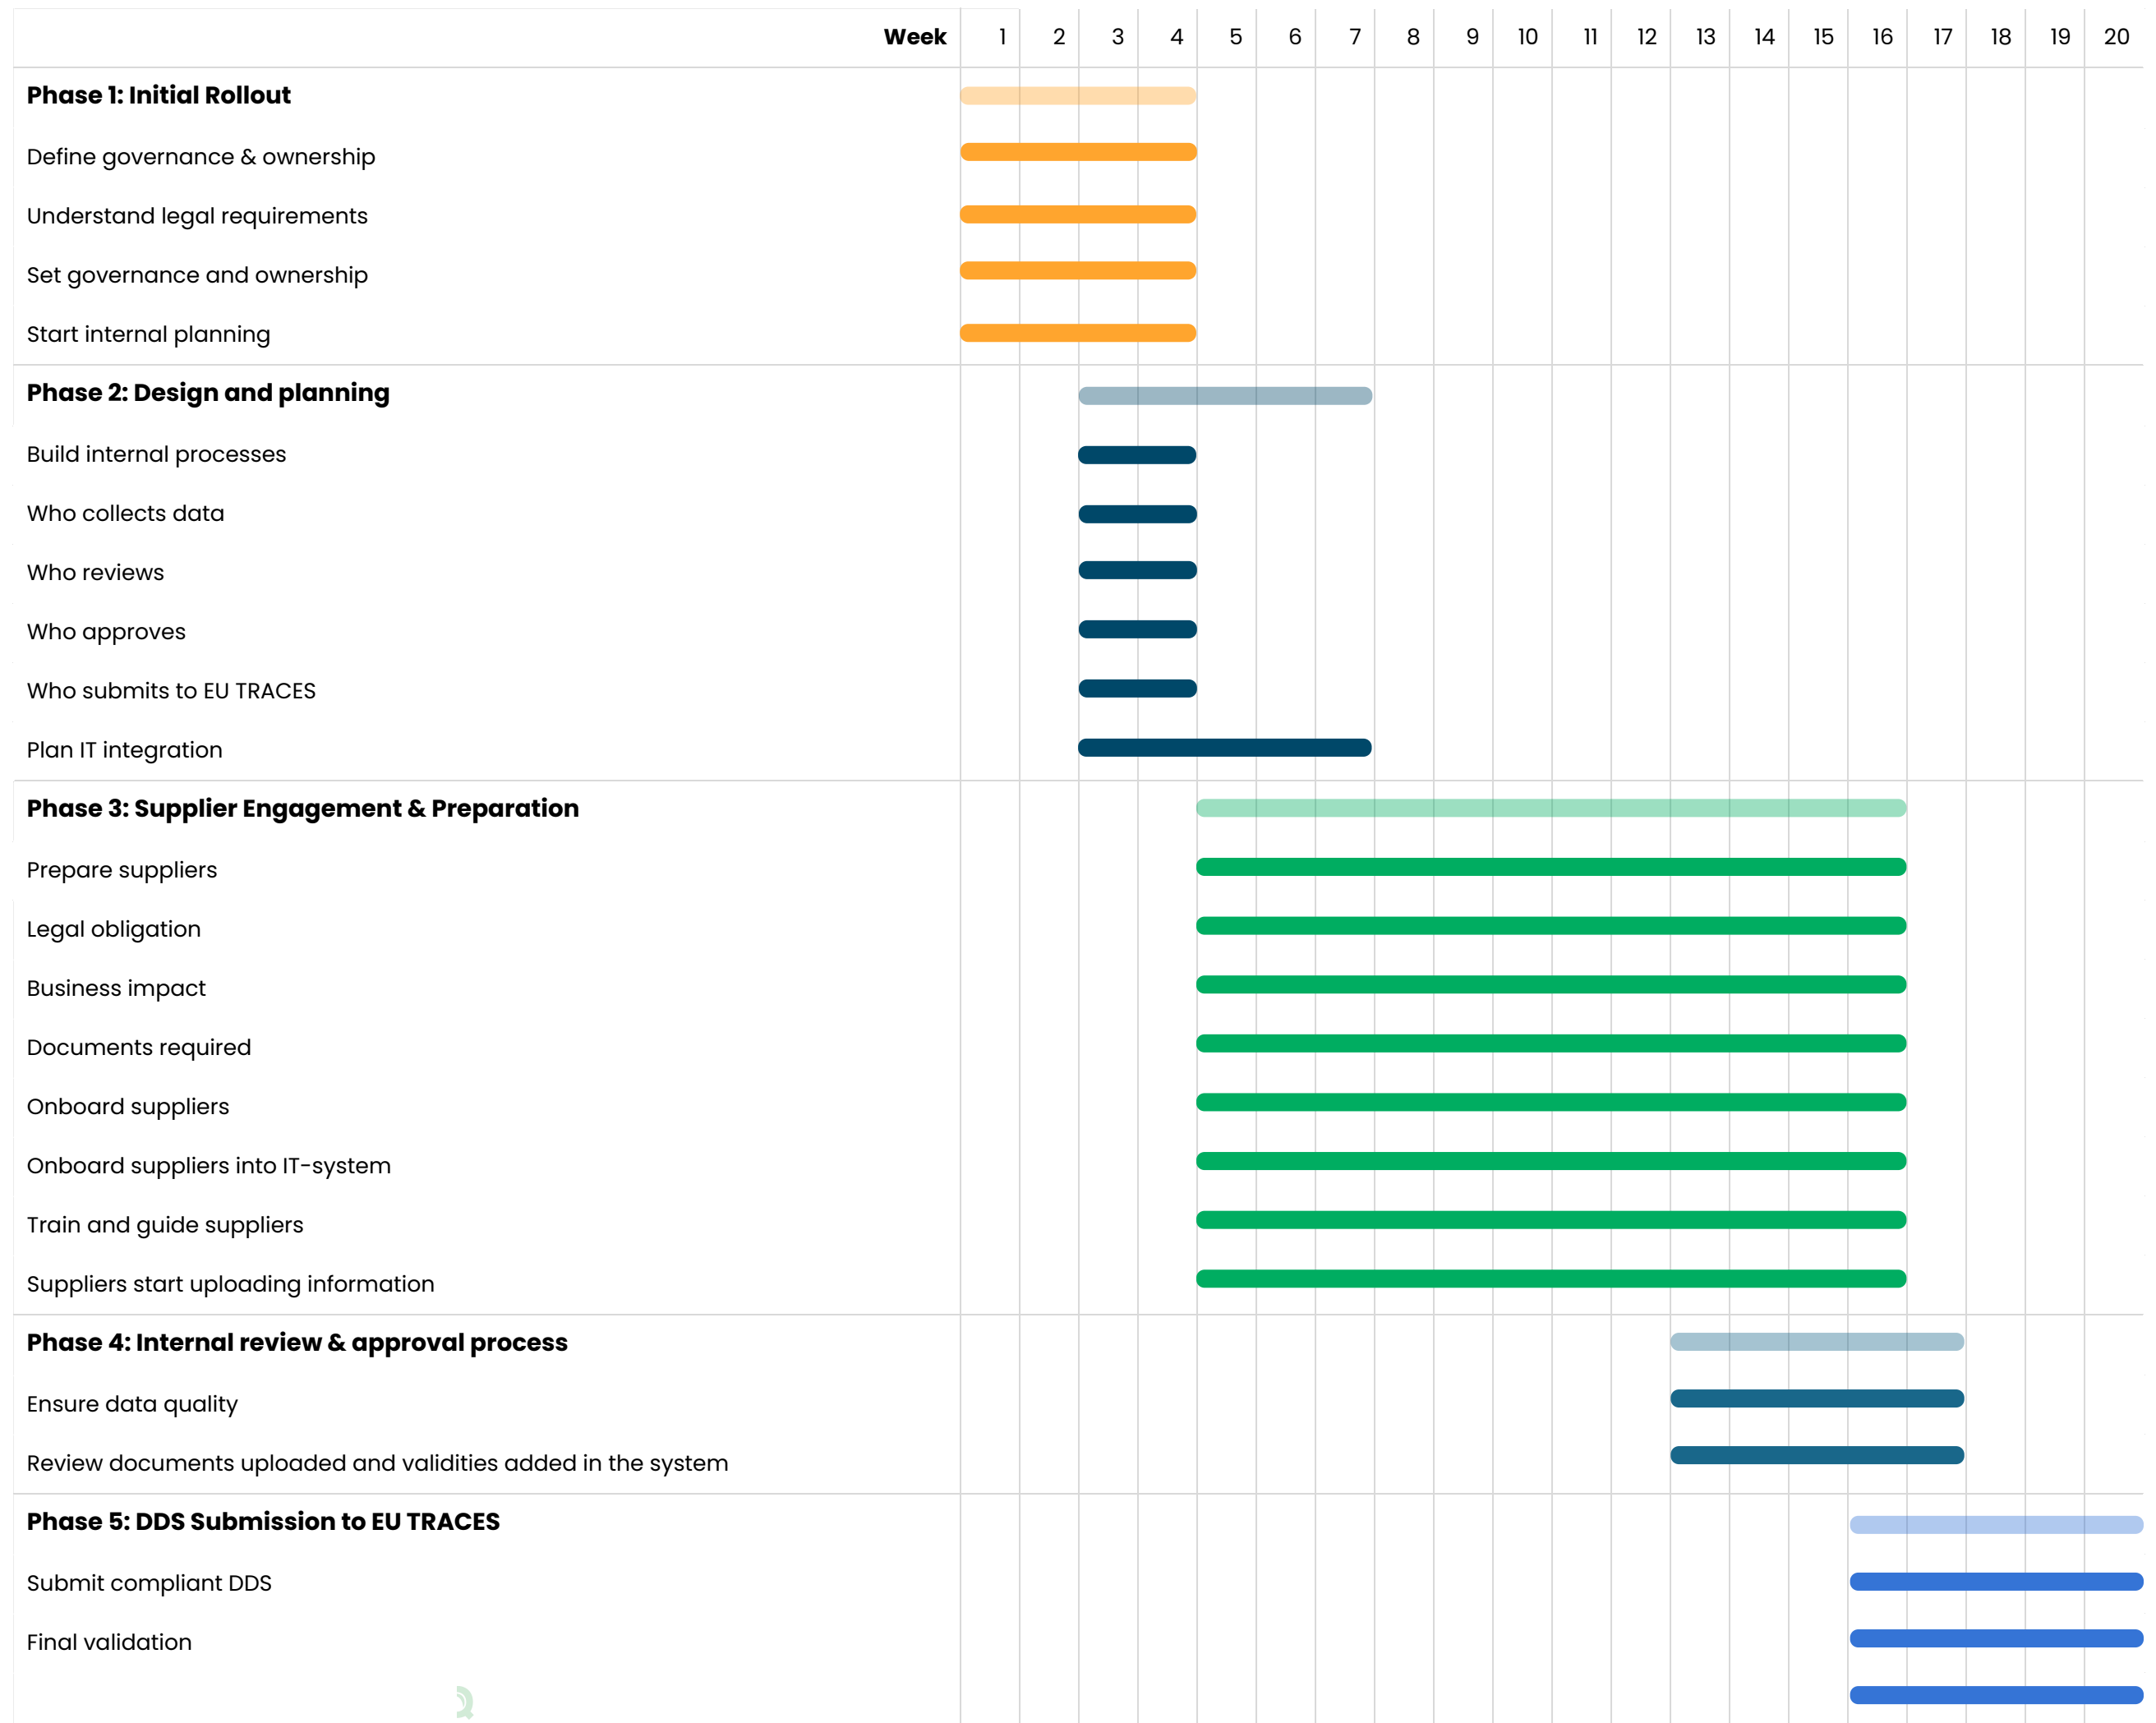 Week 1 2 3 4 5 6 7 8 9 10 11 12 13 14 15 16 17 18 19 20
Phase 1: Initial Rollout
Define governance & ownership
Understand legal requirements
Set governance and ownership
Start internal planning
Phase 2: Design and planning
Build internal processes
Who collects data
Who reviews
Who approves
Who submits to EU TRACES
Plan IT integration
Phase 3: Supplier Engagement & Preparation
Prepare suppliers
Legal obligation
Business impact
Documents required
Onboard suppliers
Onboard suppliers into IT-system
Train and guide suppliers
Suppliers start uploading information
Phase 4: Internal review & approval process
Ensure data quality
Review documents uploaded and validities added in the system
Phase 5: DDS Submission to EU TRACES
Submit compliant DDS
Final validation